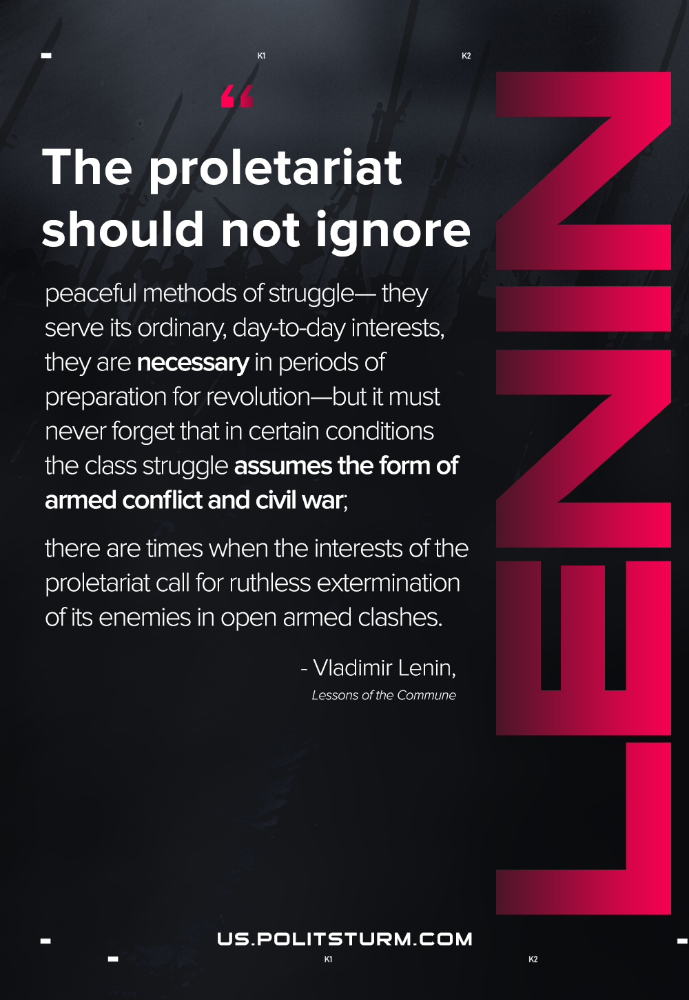 K1 K2
“
The proletariat
should not ignore
peaceful methods of struggle— they
serve its ordinary, day-to-day interests,
they are necessary in periods of
preparation for revolution—but it must
never forget that in certain conditions
the class struggle assumes the form of
armed conflict and civil war;
there are times when the interests of the
proletariat call for ruthless extermination
of its enemies in open armed clashes.
- Vladimir Lenin,
Lessons of the Commune
LENIN
US.POLITSTURM.COM
K1 K2